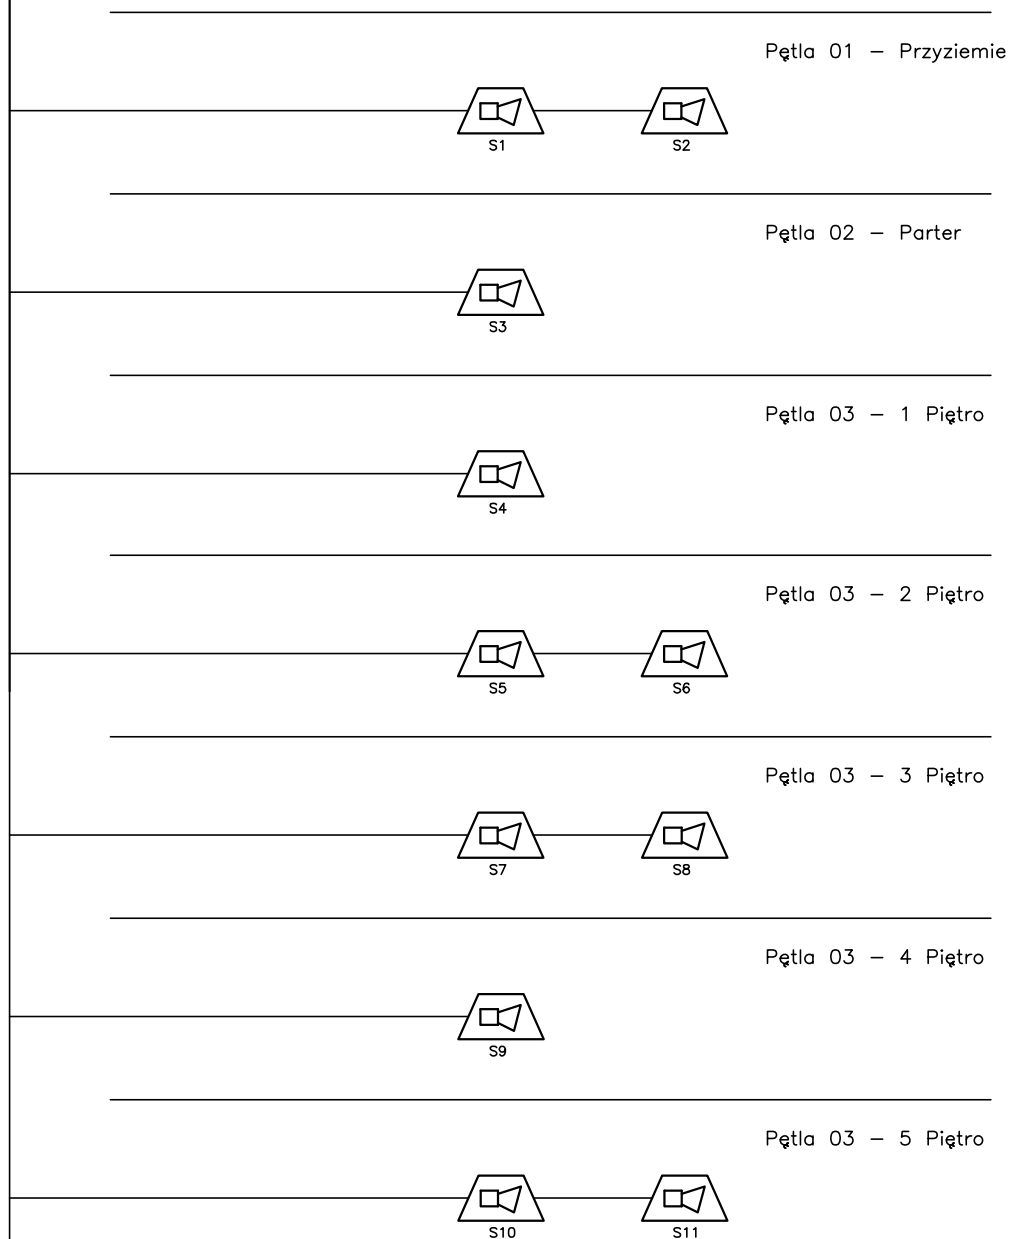 Pętla 01 - Przyziemie
S1 S2
Pętla 02 - Parter
S3
Pętla 03 - 1 Piętro
S4
Pętla 03 - 2 Piętro
S5 S6
Pętla 03 - 3 Piętro
S7 S8
Pętla 03 - 4 Piętro
S9
Pętla 03 - 5 Piętro
S10 S11